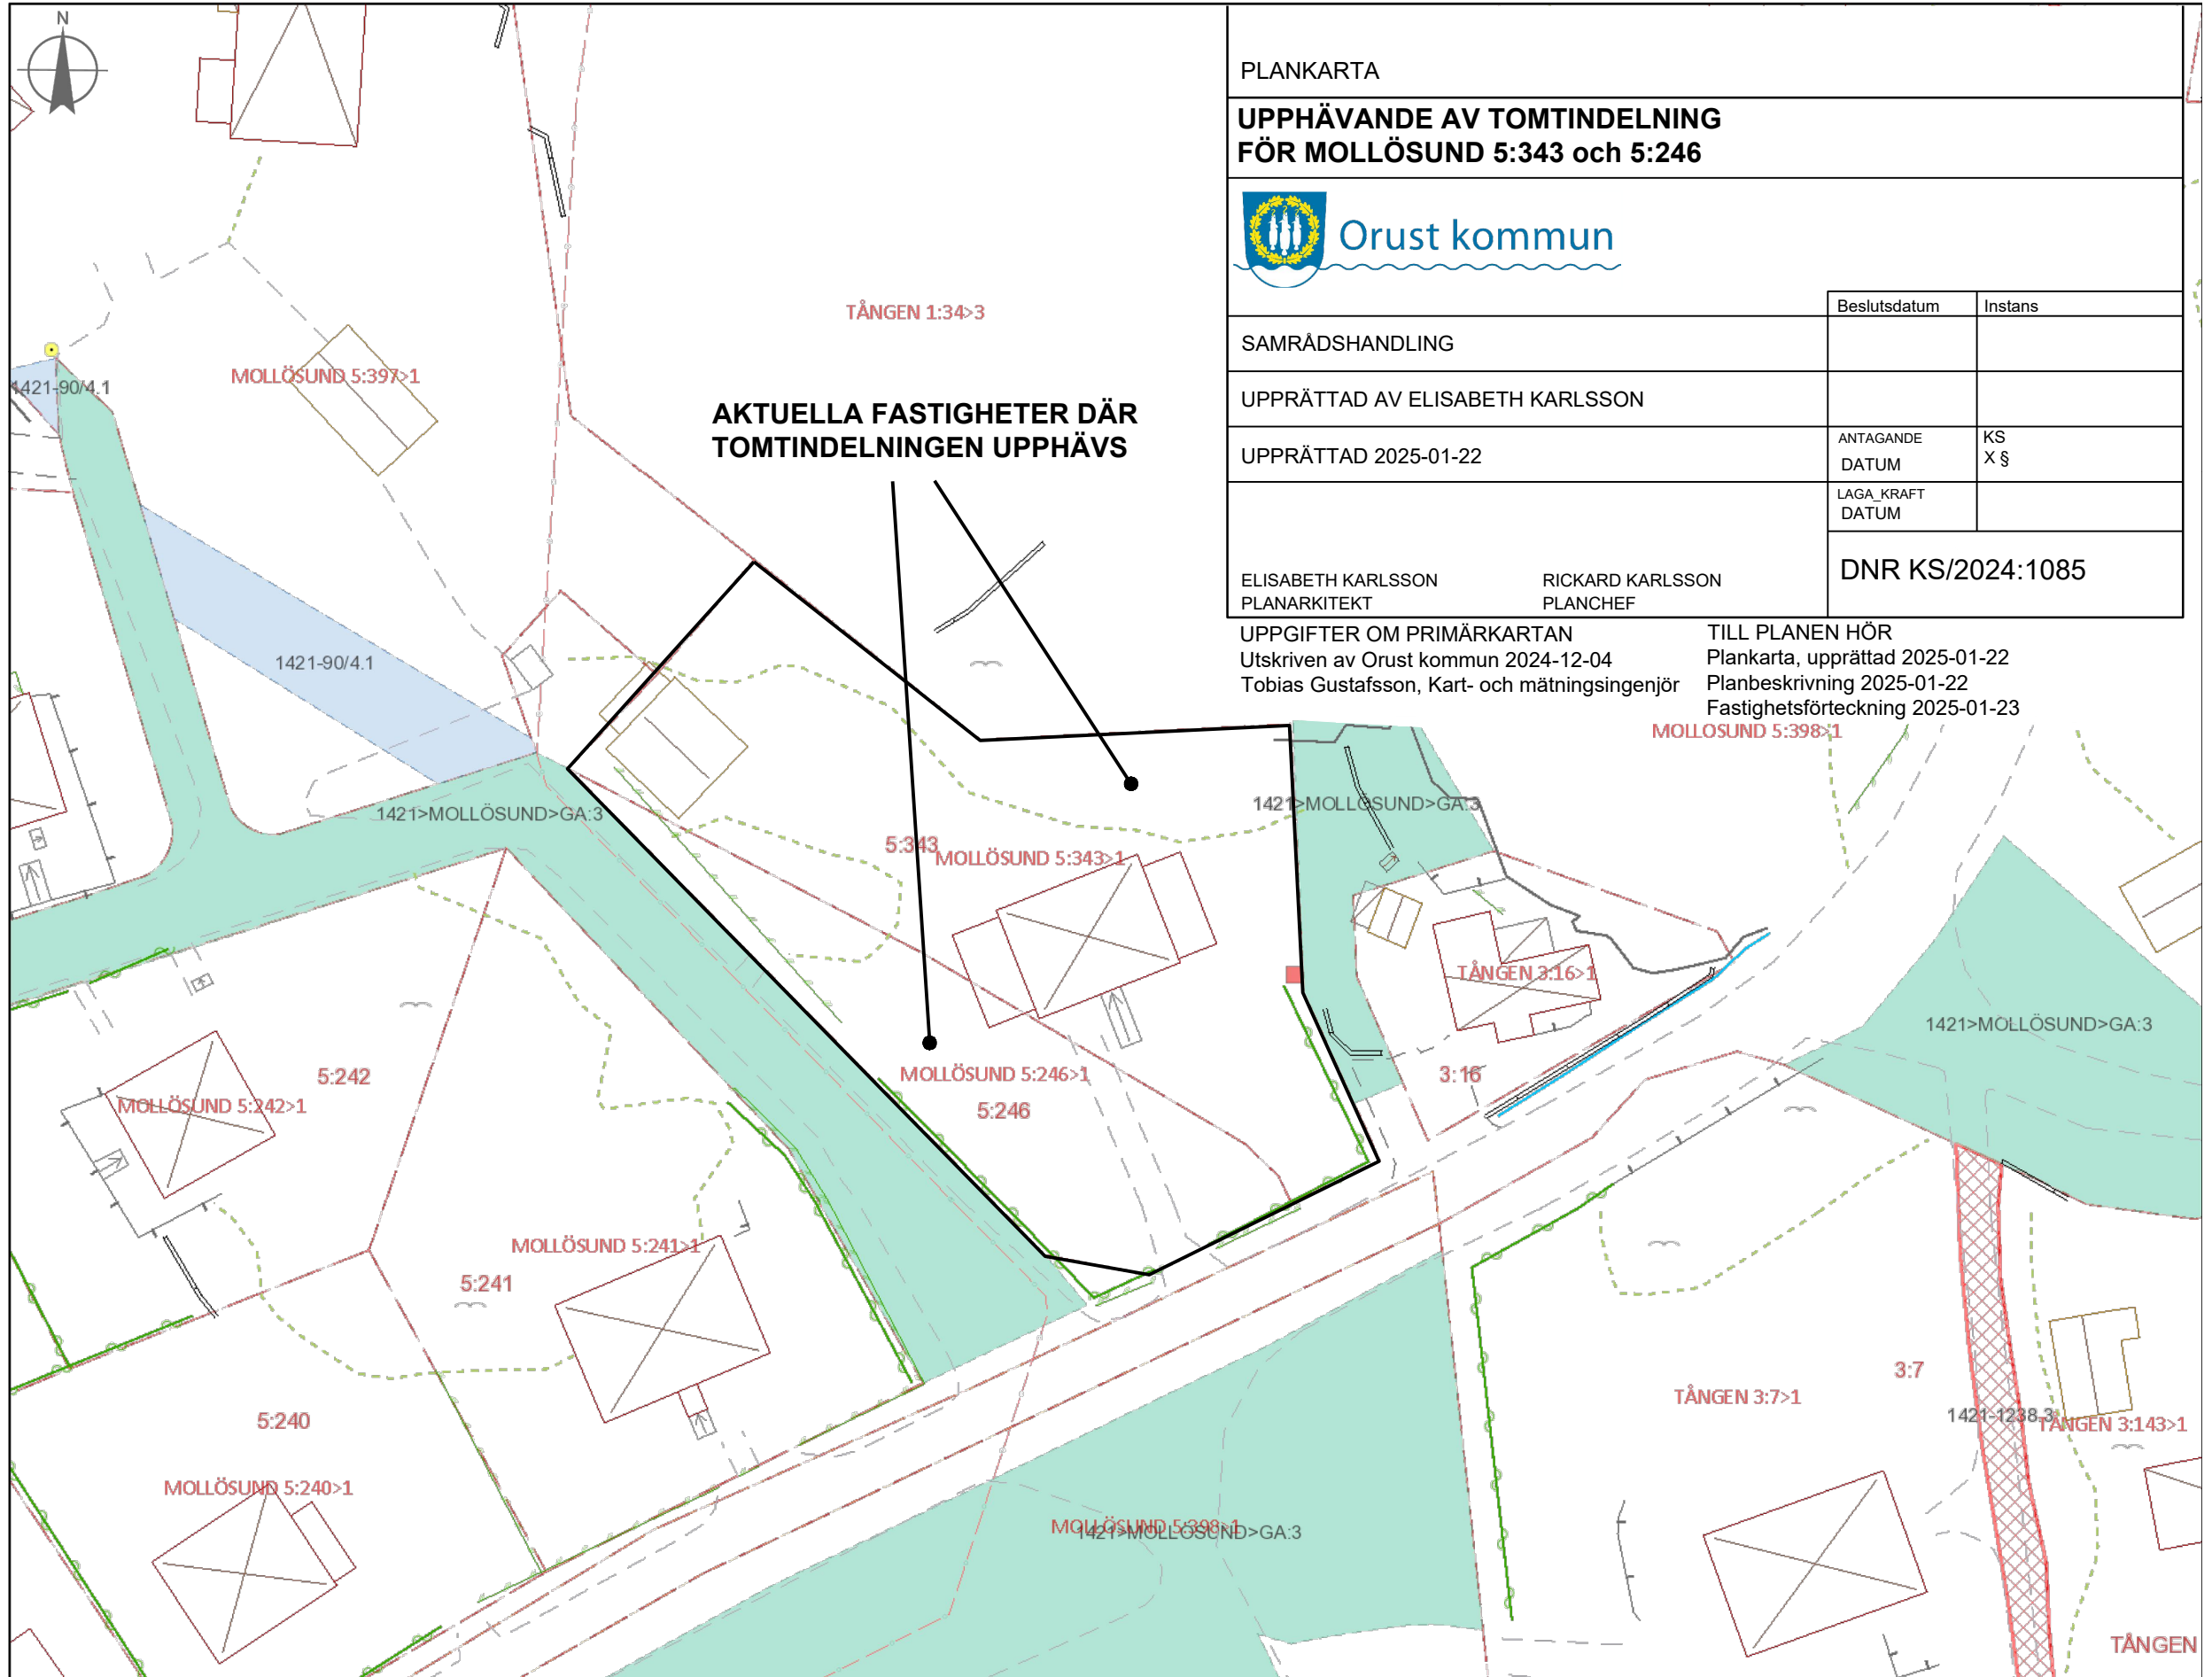 N
PLANKARTA
UPPHÄVANDE AV TOMTINDELNING
FÖR MOLLÖSUND 5:343 och 5:246
Orust kommun
Beslutsdatum Instans
SAMRÅDSHANDLING
UPPRÄTTAD AV ELISABETH KARLSSON
UPPRÄTTAD 2025-01-22
ANTAGANDE
DATUM
KS
X §
LAGA_KRAFT
DATUM
ELISABETH KARLSSON
PLANARKITEKT
RICKARD KARLSSON
PLANCHEF
DNR KS/2024:1085
UPPGIFTER OM PRIMÄRKARTAN
Utskriven av Orust kommun 2024-12-04
Tobias Gustafsson, Kart- och mätningsingenjör
TILL PLANEN HÖR
Plankarta, upprättad 2025-01-22
Planbeskrivning 2025-01-22
Fastighetsförteckning 2025-01-23
TÅNGEN 1:34>3
MOLLÖSUND 5:397>1
1421-90/4.1
AKTUELLA FASTIGHETER DÄR
TOMTINDELNINGEN UPPHÄVS
1421-90/4.1
MOLLÖSUND 5:398>1
1421>MOLLÖSUND>GA:3
1421>MOLLÖSUND>GA:3
5:343
MOLLÖSUND 5:343>1
TÅNGEN 3:16>1
1421>MOLLÖSUND>GA:3
3:16
MOLLÖSUND 5:246>1
5:246
5:242
MOLLÖSUND 5:242>1
MOLLÖSUND 5:241>1
5:241
3:7
TÅNGEN 3:7>1
1421-1238.3
TÅNGEN 3:143>1
5:240
MOLLÖSUND 5:240>1
MOLLÖSUND 5:398>1
1421>MOLLÖSUND>GA:3
TÅNGEN